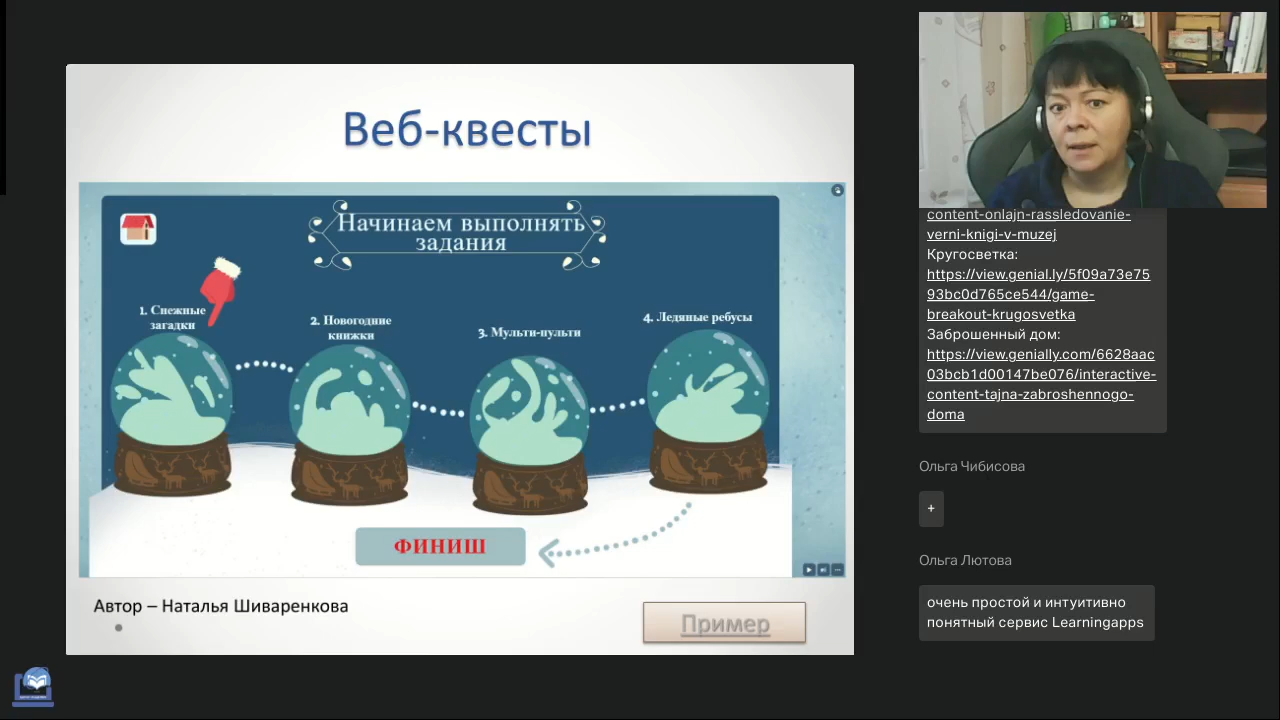 Веб-квесты
Начинаем выполнять
задания
1. Снежные
загадки
2. Новогодние
книжки
3. Мульти-пульти
4. Ледяные ребусы
ФИНИШ
Автор – Наталья Шиваренкова
Пример
content-onlajn-rassledovanie-
verni-knigi-v-muzej
Кругосветка:
https://view.genial.ly/5f09a73e75
93bc0d765ce544/game-
breakout-krugosvetka
Заброшенный дом:
https://view.genially.com/6628aac
03bcb1d00147be076/interactive-
content-tajna-zabroshennogo-
doma
Ольга Чибисова
+
Ольга Лютова
очень простой и интуитивно
понятный сервис Learningapps